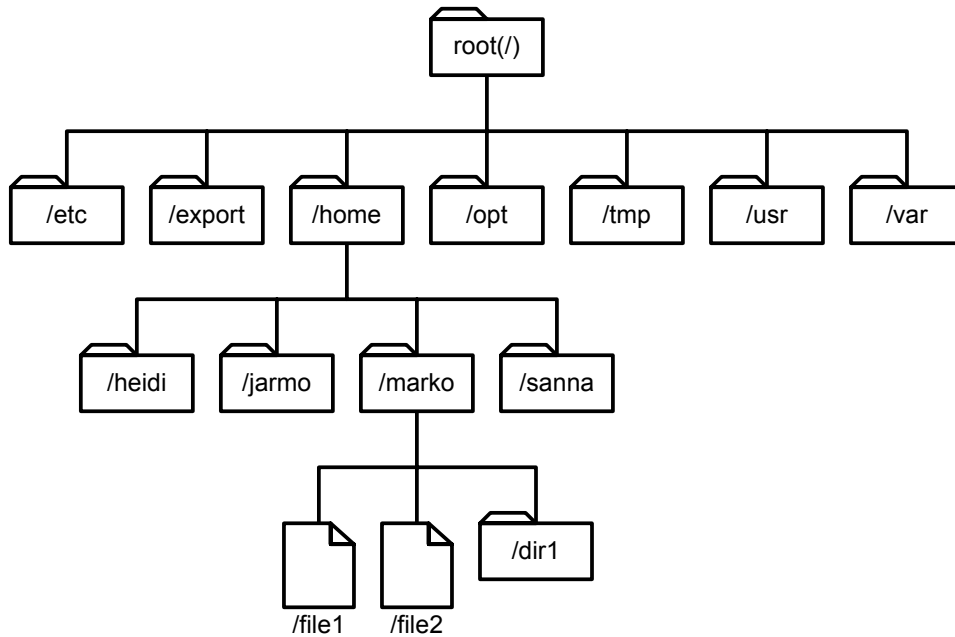 root(/)
/etc
/export
/home
/opt
/tmp
/usr
/var
/heidi
/jarmo
/marko
/sanna
/dir1
/file1
/file2